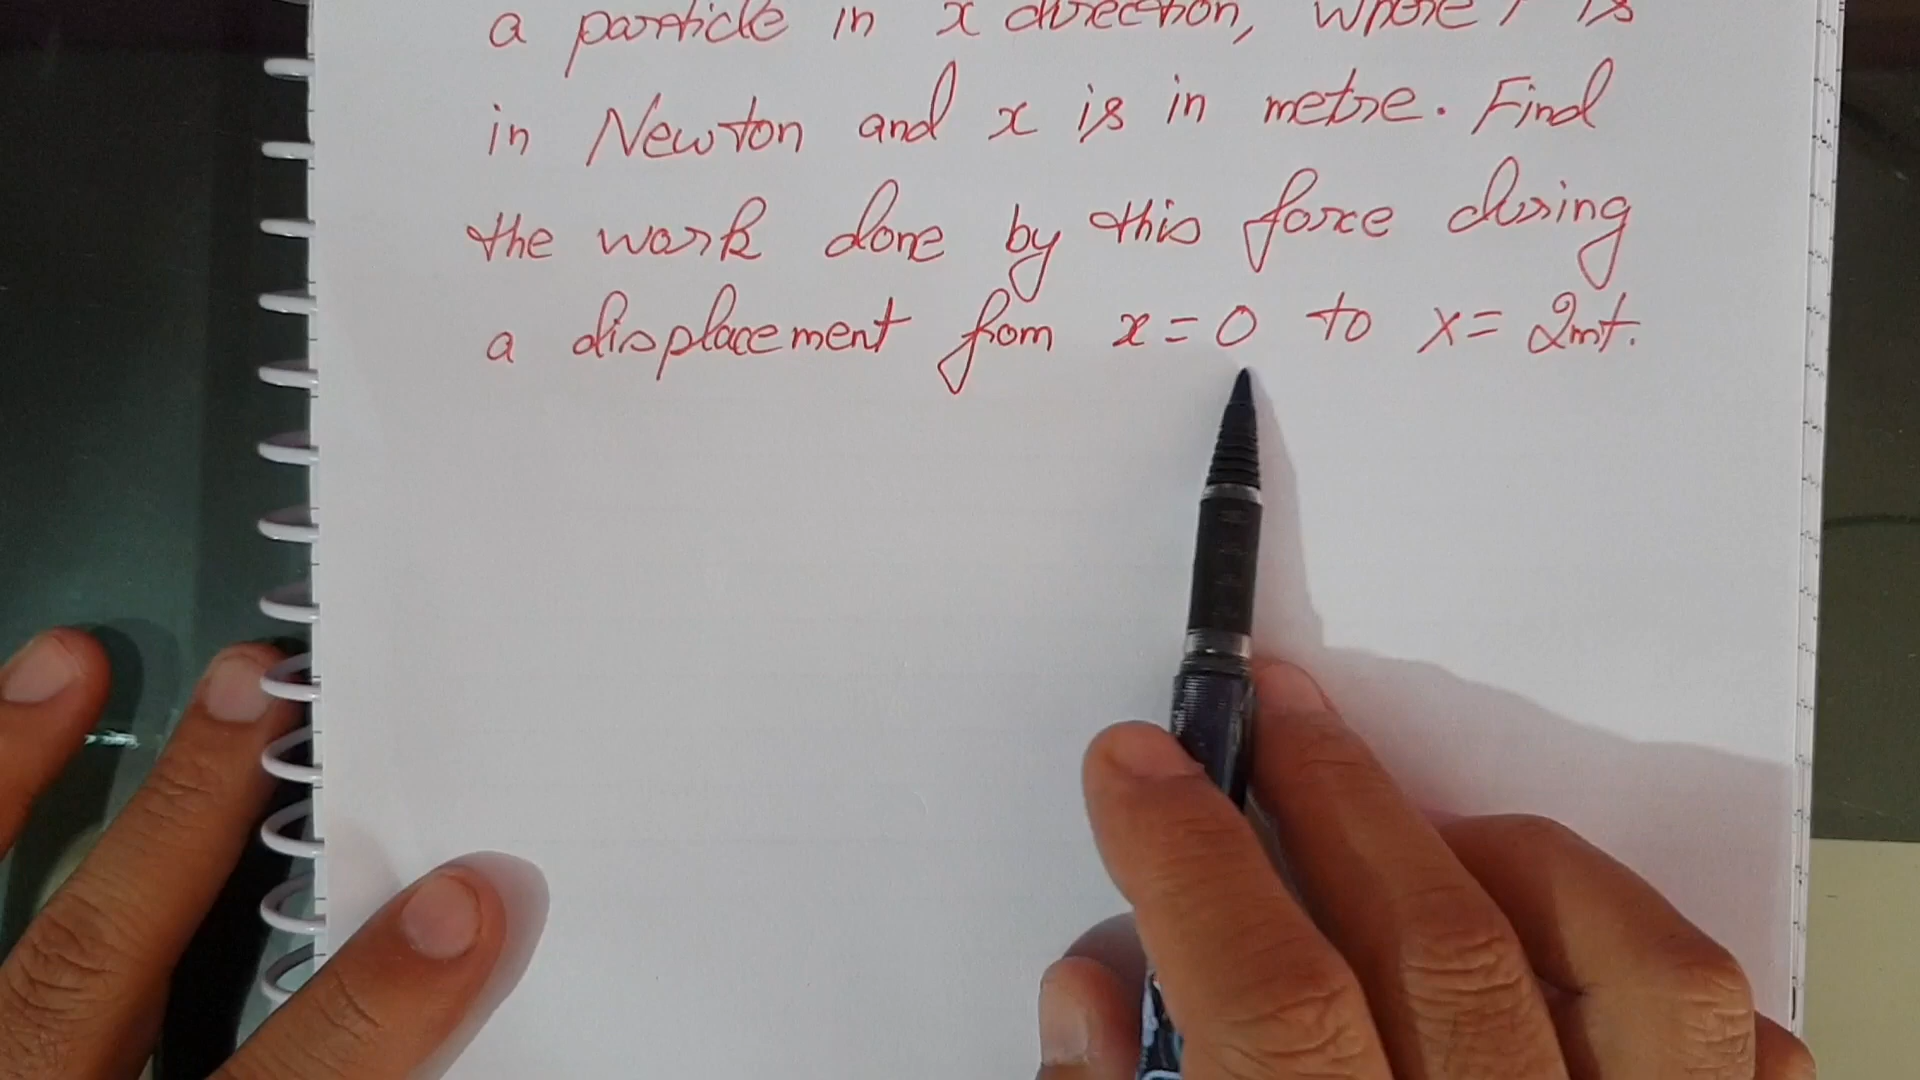 a particle in x direction, where F is
in Newton and x is in metre. Find
the work done by this force during
a displacement from x = 0 to x = 2mt.